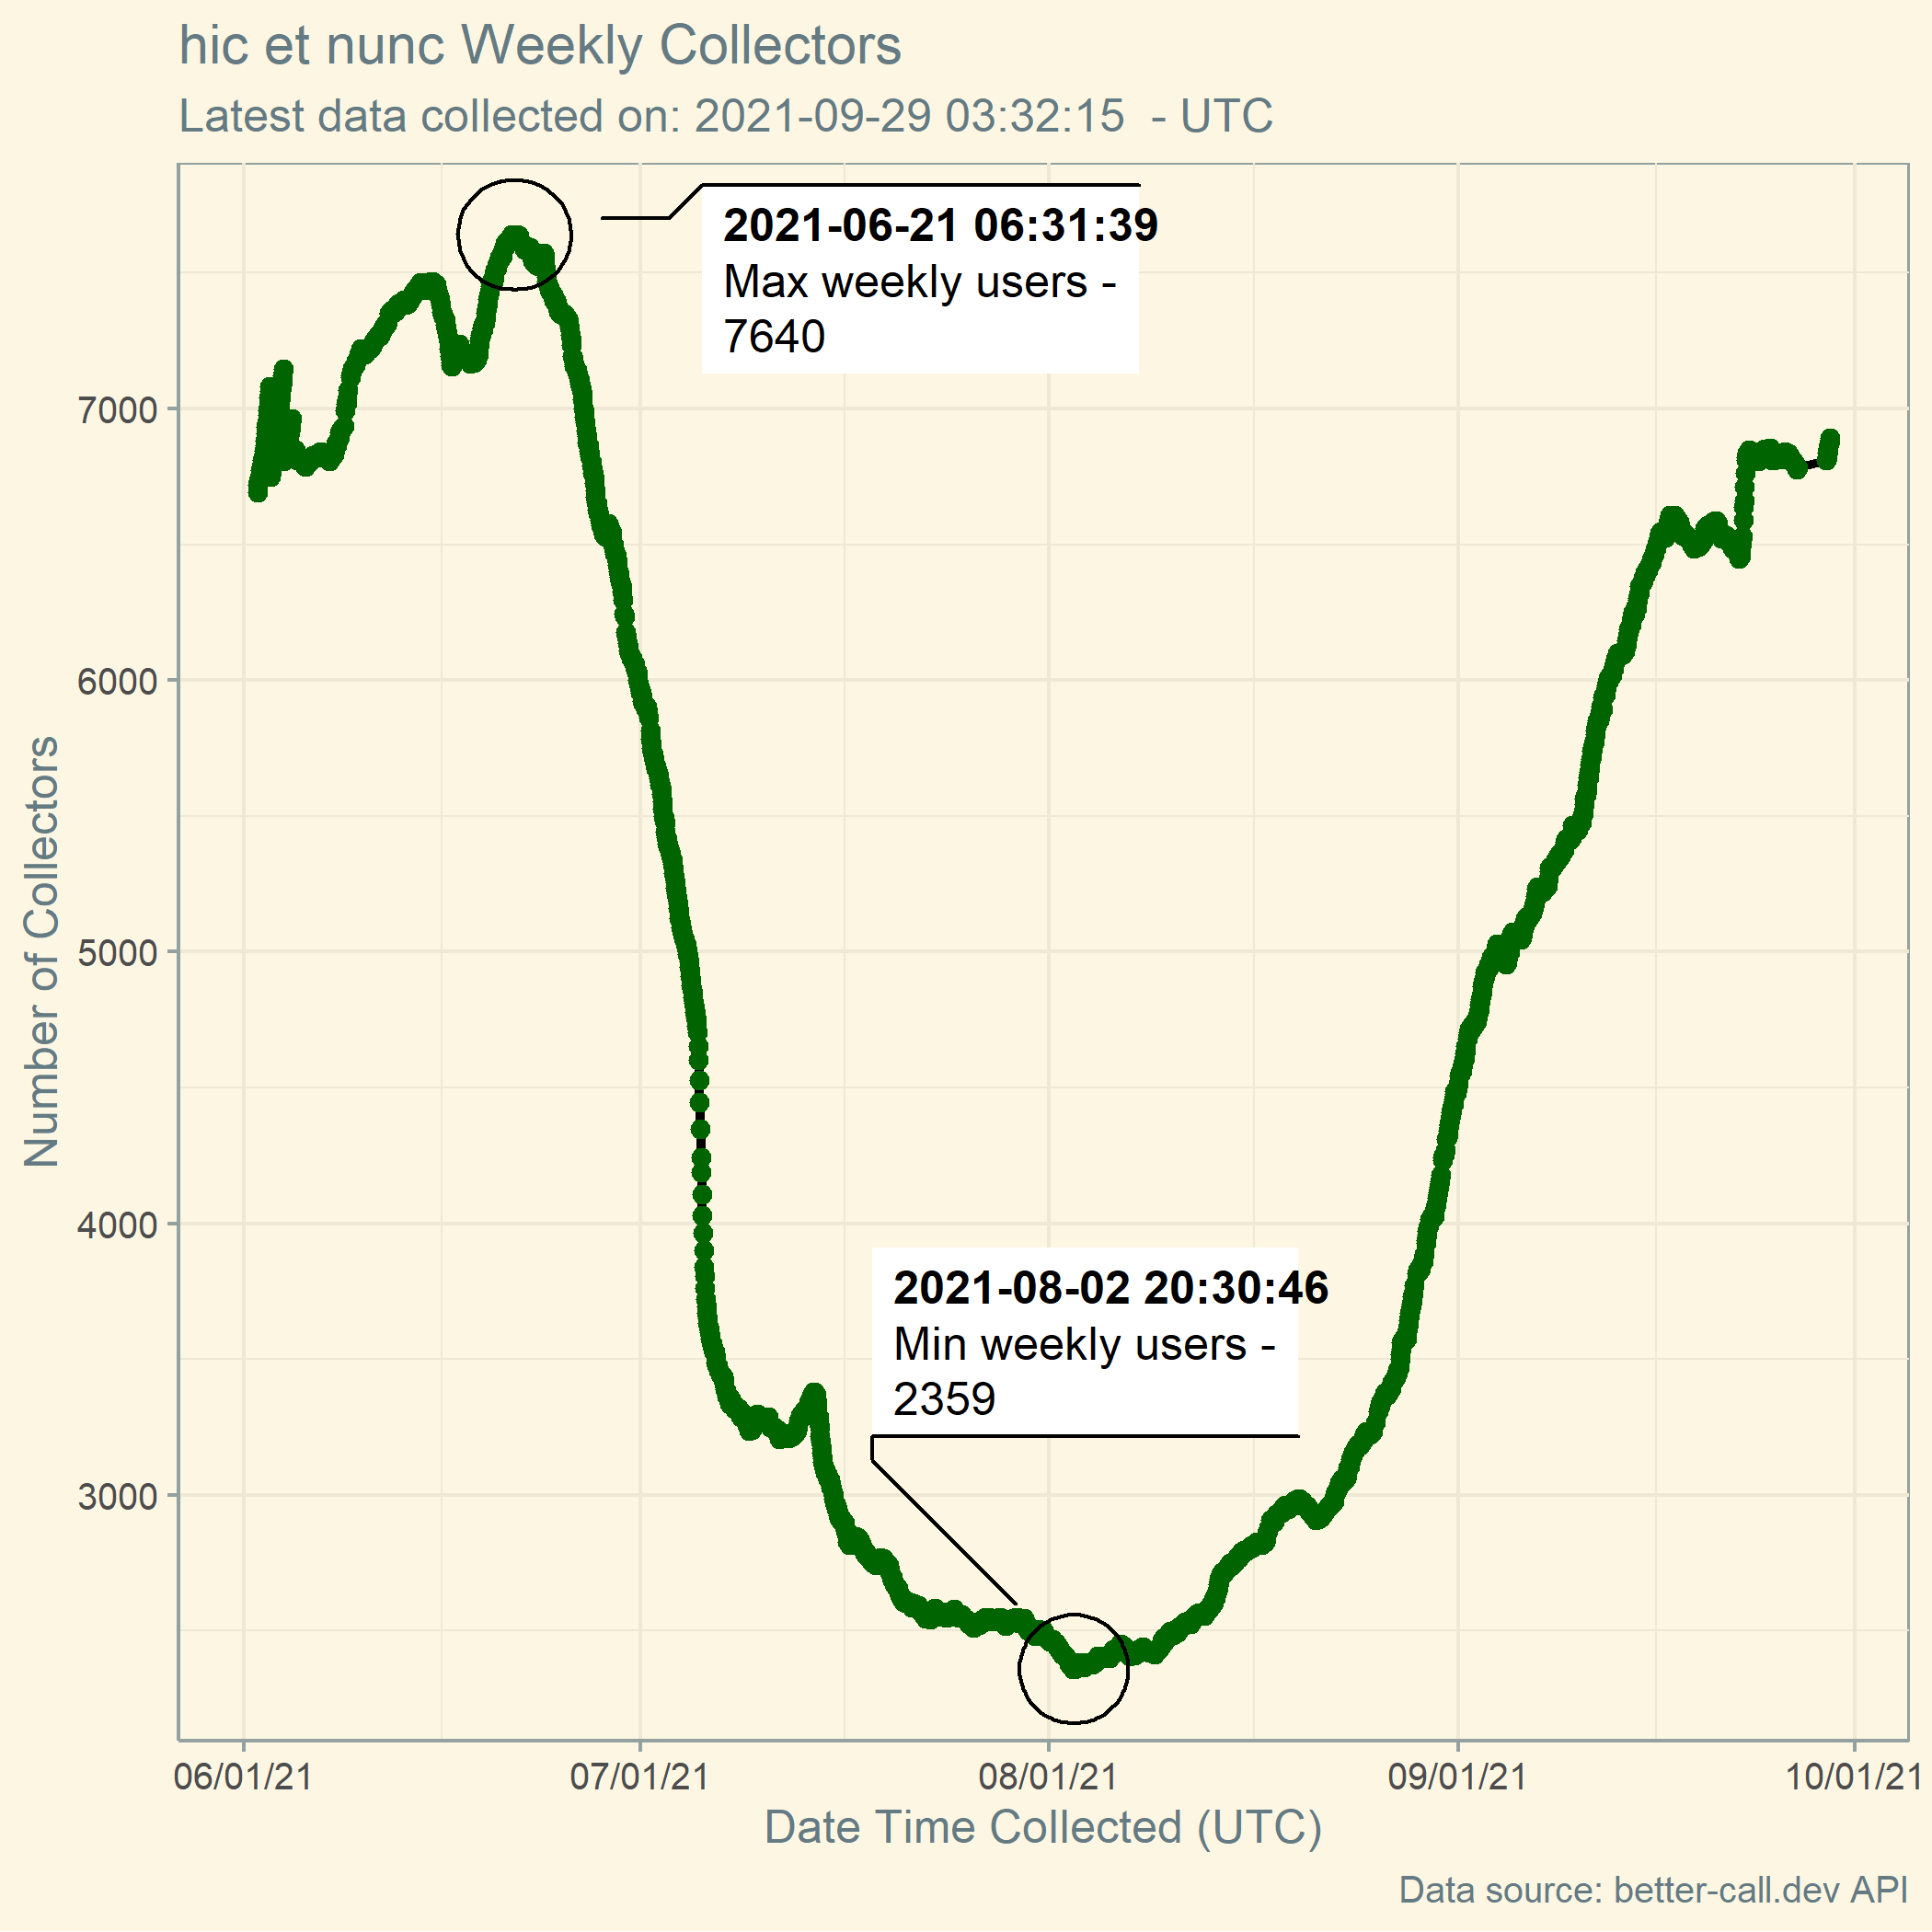 hic et nunc Weekly Collectors
Latest data collected on: 2021-09-29 03:32:15  - UTC
2021-06-21 06:31:39
Max weekly users -
7640
7000
6000
5000
4000
3000
Number of Collectors
2021-08-02 20:30:46
Min weekly users -
2359
06/01/21 07/01/21 08/01/21 09/01/21 10/01/21
Date Time Collected (UTC)
Data source: better-call.dev API